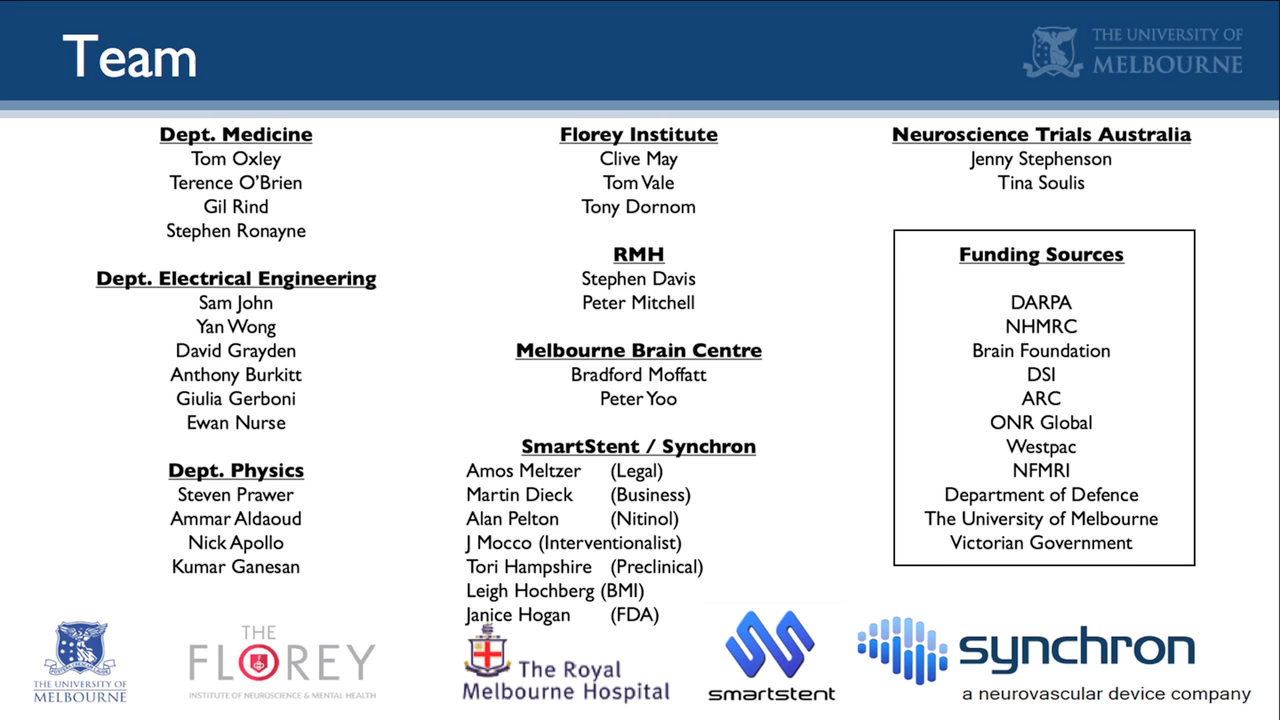 Team
THE UNIVERSITY OF
MELBOURNE
Dept. Medicine
Tom Oxley
Terence O'Brien
Gil Rind
Stephen Ronayne
Dept. Electrical Engineering
Sam John
Yan Wong
David Grayden
Anthony Burkitt
Giulia Gerboni
Ewan Nurse
Dept. Physics
Steven Prawer
Ammar Aldaoud
Nick Apollo
Kumar Ganesan
Florey Institute
Clive May
Tom Vale
Tony Dornom
RMH
Stephen Davis
Peter Mitchell
Melbourne Brain Centre
Bradford Moffatt
Peter Yoo
SmartStent / Synchron
Amos Meltzer (Legal)
Martin Dieck (Business)
Alan Pelton (Nitinol)
J Mocco (Interventionalist)
Tori Hampshire (Preclinical)
Leigh Hochberg (BMI)
Janice Hogan (FDA)
Neuroscience Trials Australia
Jenny Stephenson
Tina Soulis
Funding Sources
DARPA
NHMRC
Brain Foundation
DSI
ARC
ONR Global
Westpac
NFMRI
Department of Defence
The University of Melbourne
Victorian Government
THE UNIVERSITY OF
MELBOURNE
THE
FLOREY
INSTITUTE OF NEUROSCIENCE & MENTAL HEALTH
The Royal
Melbourne Hospital
smartstent
synchron
a neurovascular device company